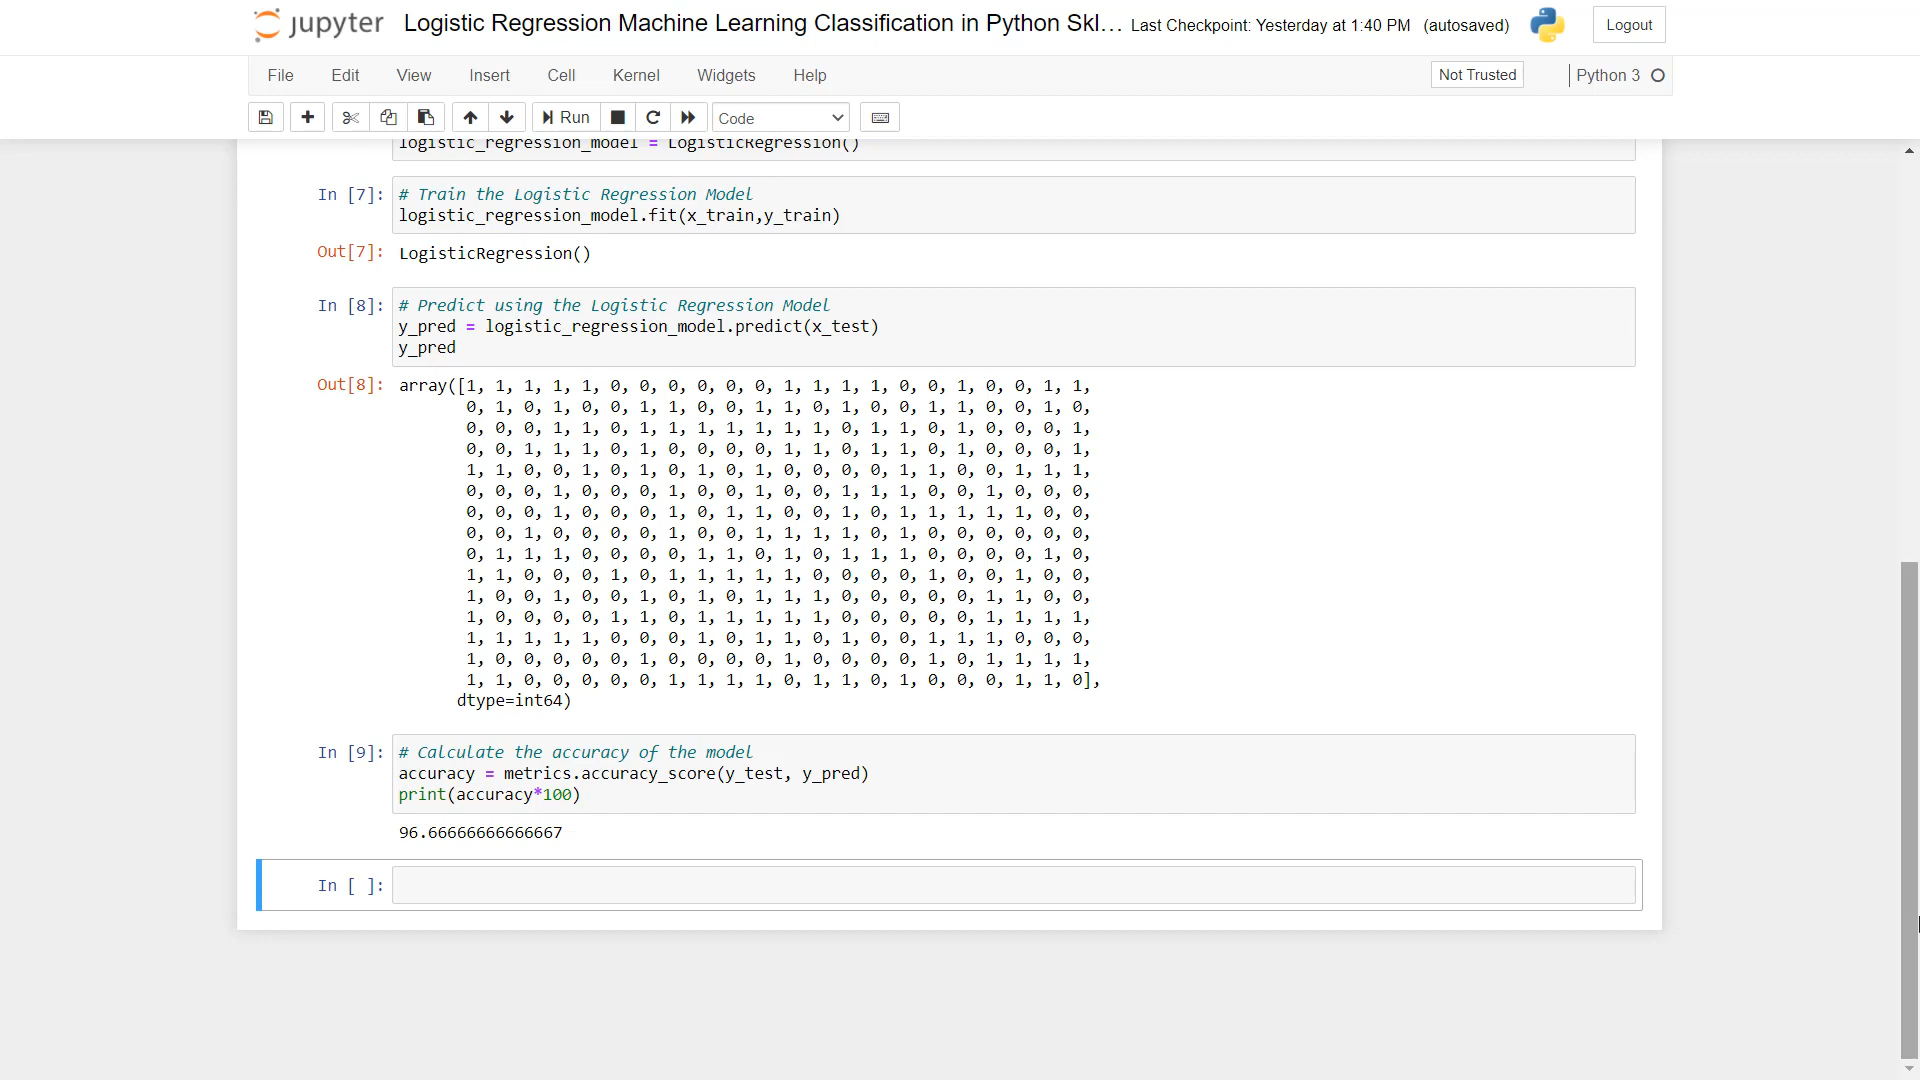 jupyter Logistic Regression Machine Learning Classification in Python Skl... Last Checkpoint: Yesterday at 1:40 PM (autosaved) Logout
File Edit View Insert Cell Kernel Widgets Help Not Trusted Python 3
Run Code
logistic_regression_model = LogisticRegression()
In [7]: # Train the Logistic Regression Model
logistic_regression_model.fit(x_train,y_train)
Out[7]: LogisticRegression()
In [8]: # Predict using the Logistic Regression Model
y_pred = logistic_regression_model.predict(x_test)
y_pred
Out[8]: array([1, 1, 1, 1, 1, 0, 0, 0, 0, 0, 0, 1, 1, 1, 1, 0, 0, 1, 0, 0, 1, 1,
0, 1, 0, 1, 0, 0, 1, 1, 0, 0, 1, 1, 0, 1, 0, 0, 1, 1, 0, 0, 1, 0,
0, 0, 0, 1, 1, 0, 1, 1, 1, 1, 1, 1, 1, 0, 1, 1, 0, 1, 0, 0, 0, 1,
0, 0, 1, 1, 1, 0, 1, 0, 0, 0, 0, 1, 1, 0, 1, 1, 0, 1, 0, 0, 0, 1,
1, 1, 0, 0, 1, 0, 1, 0, 1, 0, 1, 0, 0, 0, 0, 1, 1, 0, 0, 1, 1, 1,
0, 0, 0, 1, 0, 0, 0, 1, 0, 0, 1, 0, 0, 1, 1, 1, 0, 0, 1, 0, 0, 0,
0, 0, 0, 1, 0, 0, 0, 1, 0, 1, 1, 0, 0, 1, 0, 1, 1, 1, 1, 1, 0, 0,
0, 0, 1, 0, 0, 0, 0, 1, 0, 0, 1, 1, 1, 1, 0, 1, 0, 0, 0, 0, 0, 0,
0, 1, 1, 1, 0, 0, 0, 0, 1, 1, 0, 1, 0, 1, 1, 1, 0, 0, 0, 0, 1, 0,
1, 1, 0, 0, 0, 1, 0, 1, 1, 1, 1, 1, 0, 0, 0, 0, 1, 0, 0, 1, 0, 0,
1, 0, 0, 1, 0, 0, 1, 0, 1, 0, 1, 1, 1, 0, 0, 0, 0, 0, 1, 1, 0, 0,
1, 0, 0, 0, 0, 1, 1, 0, 1, 1, 1, 1, 1, 0, 0, 0, 0, 0, 1, 1, 1, 1,
1, 1, 1, 1, 1, 0, 0, 0, 1, 0, 1, 1, 0, 1, 0, 0, 1, 1, 1, 0, 0, 0,
1, 0, 0, 0, 0, 0, 1, 0, 0, 0, 0, 1, 0, 0, 0, 0, 1, 0, 1, 1, 1, 1,
1, 1, 0, 0, 0, 0, 0, 1, 1, 1, 1, 0, 1, 1, 0, 1, 0, 0, 0, 1, 1, 0],
dtype=int64)
In [9]: # Calculate the accuracy of the model
accuracy = metrics.accuracy_score(y_test, y_pred)
print(accuracy*100)
96.66666666666667
In [ ]: